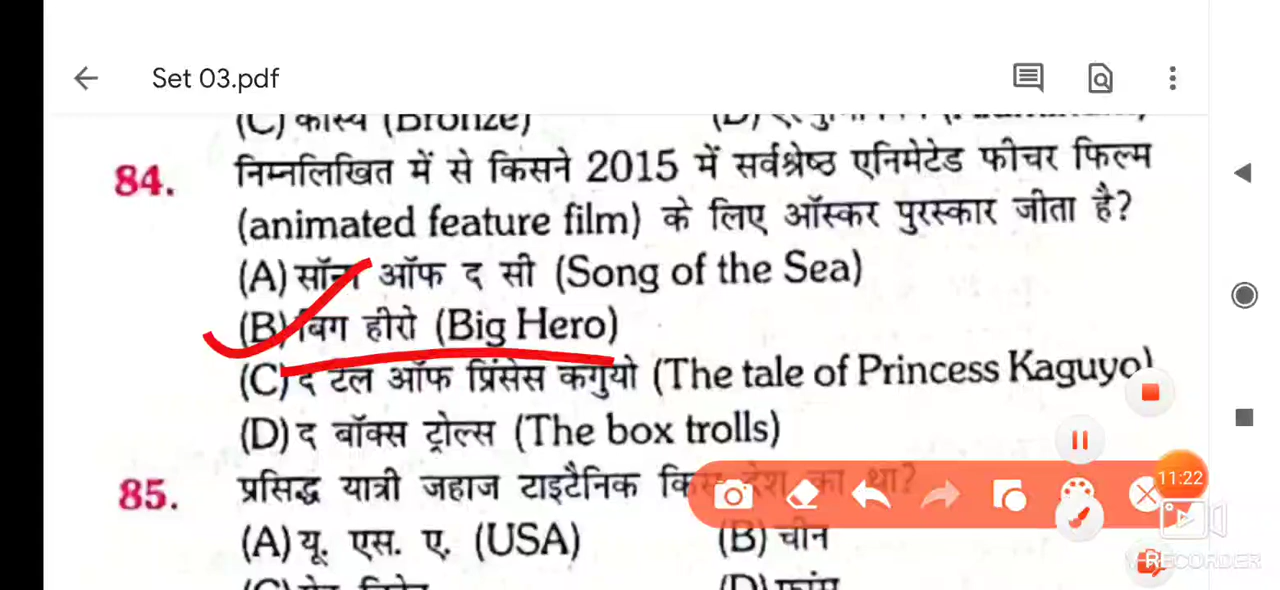 Set 03.pdf
(C) कांस्य (Bronze)
84. निम्नलिखित में से किसने 2015 में सर्वश्रेष्ठ एनिमेटेड फीचर फिल्म
(animated feature film) के लिए ऑस्कर पुरस्कार जीता है?
(A) सॉन्ग ऑफ द सी (Song of the Sea)
(B) बिग हीरो (Big Hero)
(C) द टेल ऑफ प्रिंसेस कगुयो (The tale of Princess Kaguyo)
(D) द बॉक्स ट्रोल्स (The box trolls)
85. प्रसिद्ध यात्री जहाज टाइटैनिक किस देश का था?
11:22
(A) यू. एस. ए. (USA) (B) चीन
RECORDER